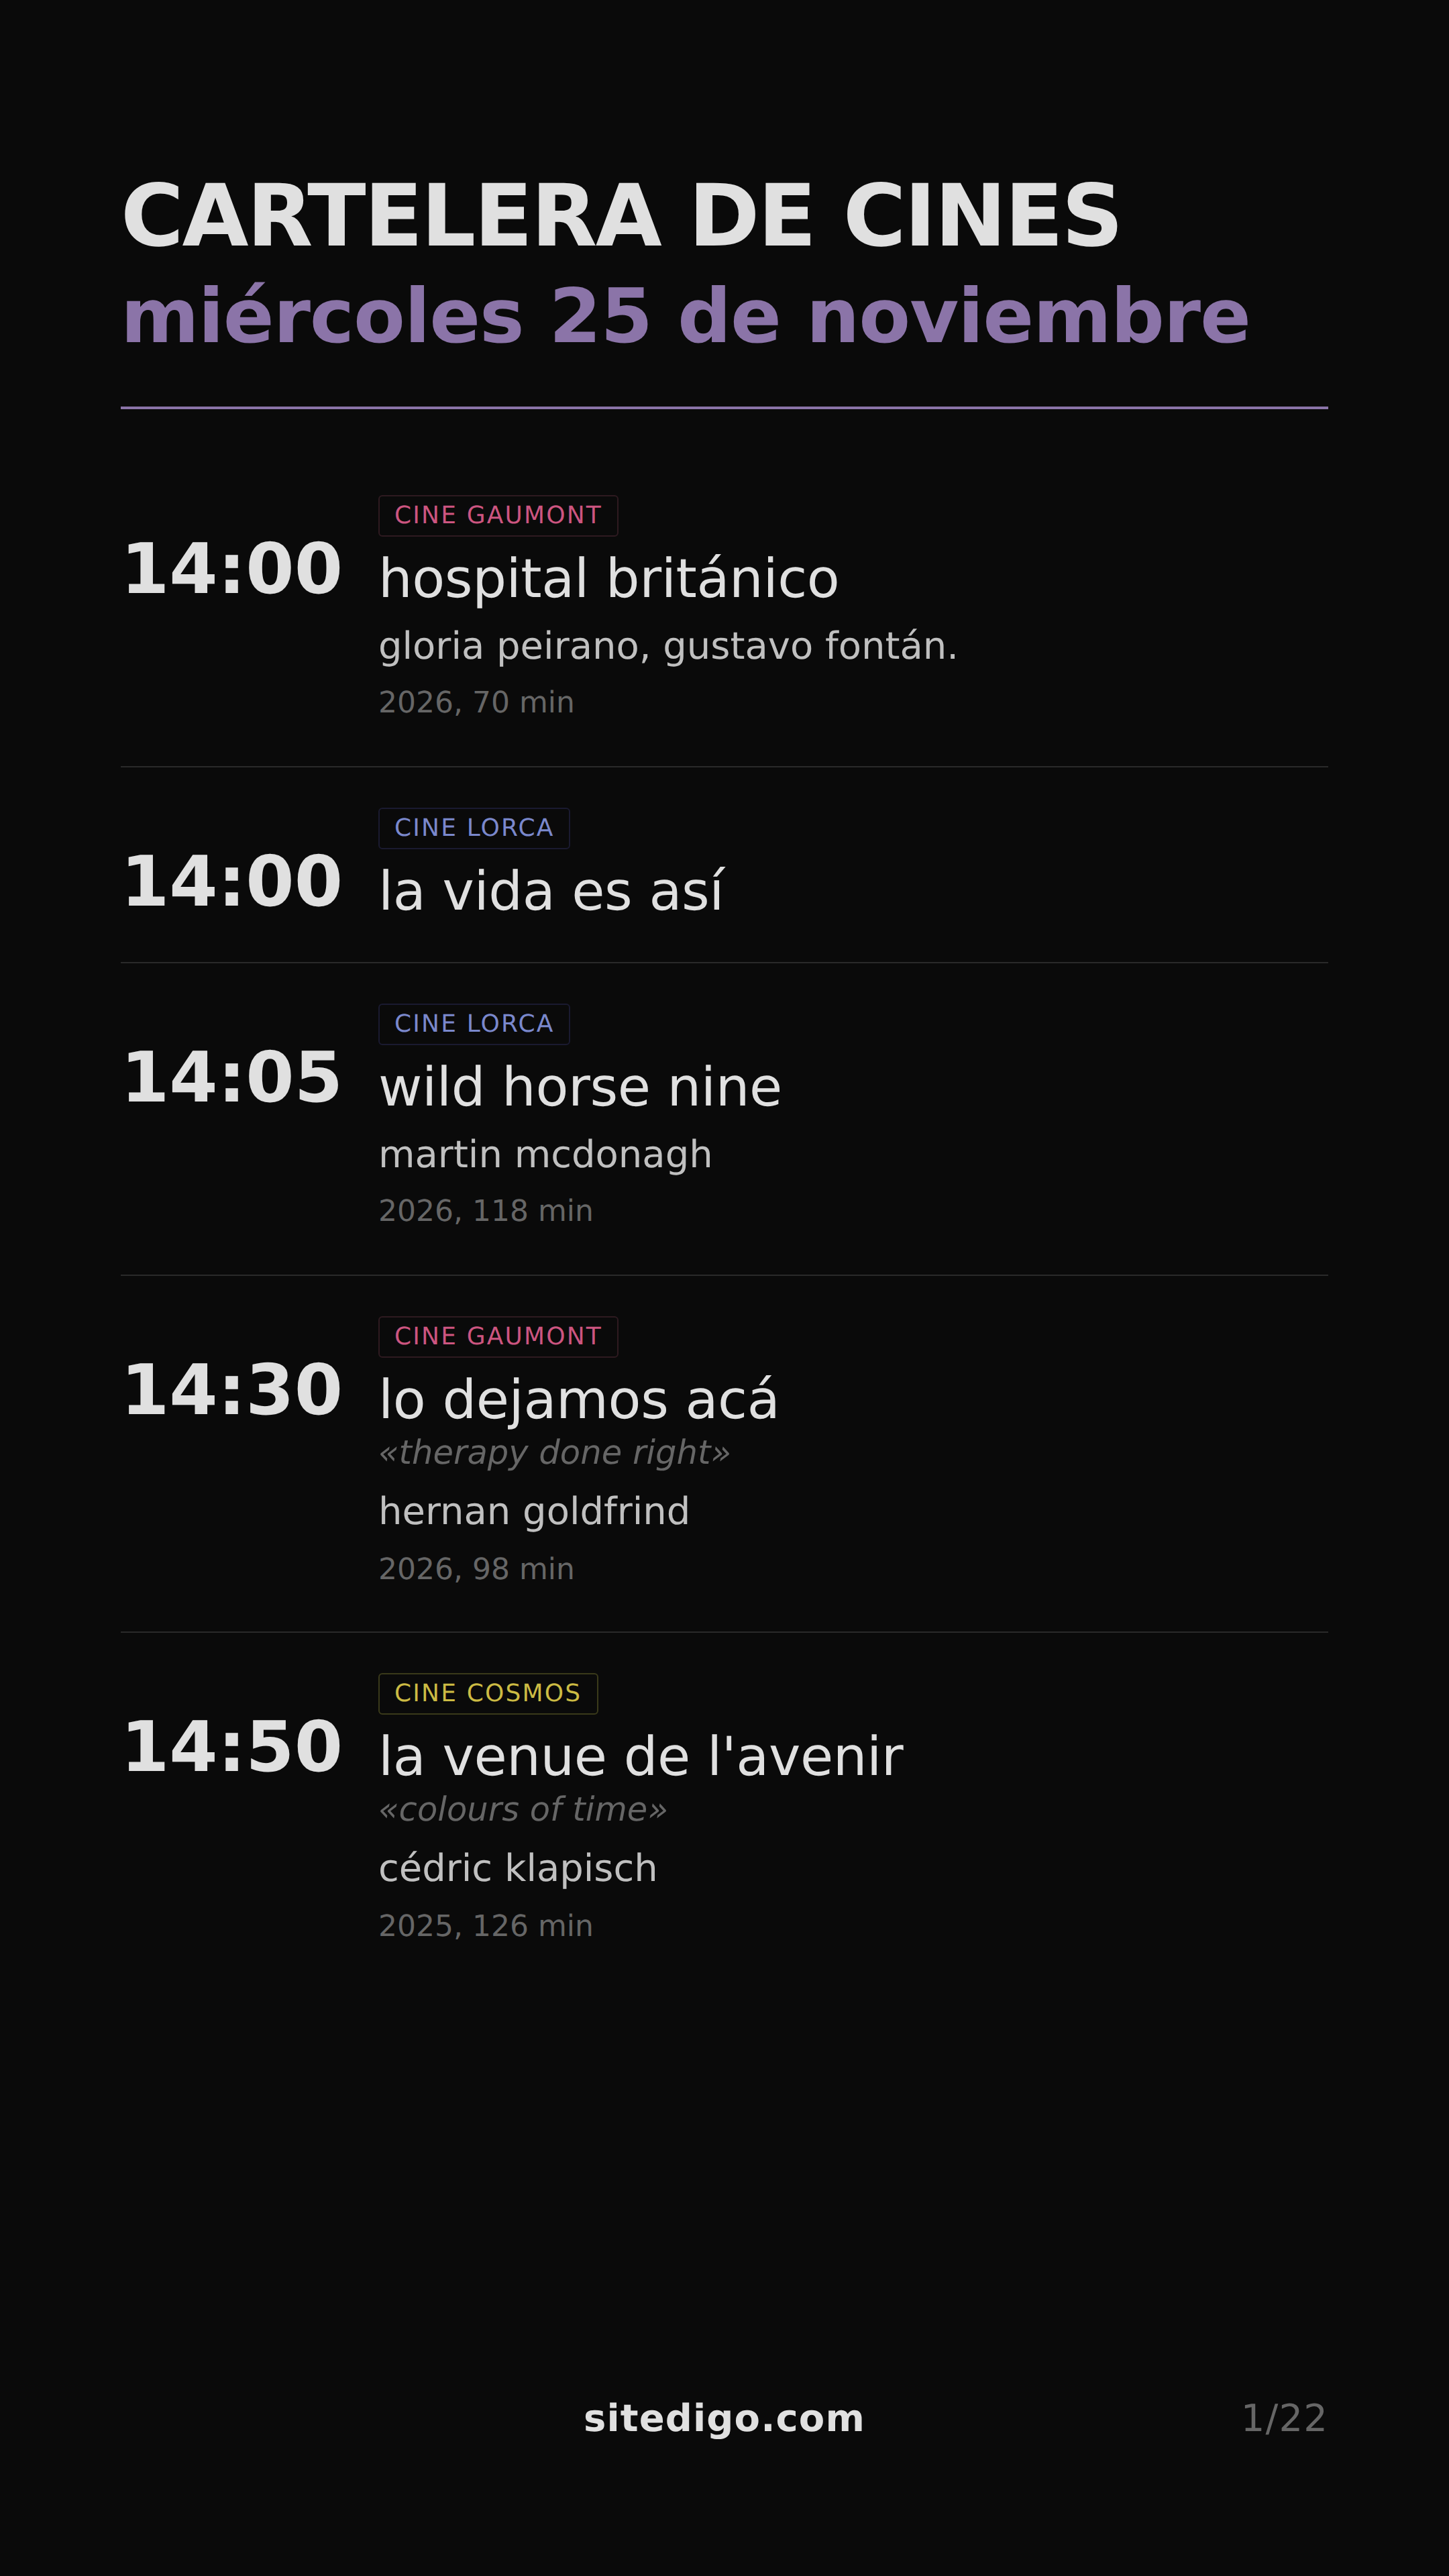 CARTELERA DE CINES
miércoles 25 de noviembre
CINE GAUMONT
14:00
hospital británico
gloria peirano, gustavo fontán.
2026, 70 min
CINE LORCA
14:00
la vida es así
CINE LORCA
14:05
wild horse nine
martin mcdonagh
2026, 118 min
CINE GAUMONT
14:30
lo dejamos acá
«therapy done right»
hernan goldfrind
2026, 98 min
CINE COSMOS
14:50
la venue de l'avenir
«colours of time»
cédric klapisch
2025, 126 min
sitedigo.com
1/22